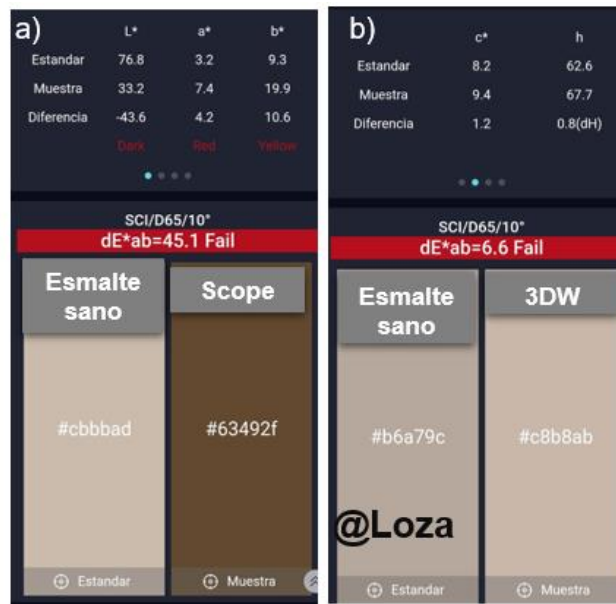 a)
L* a* b*
Estandar 76.8 3.2 9.3
Muestra 33.2 7.4 19.9
Diferencia -43.6 4.2 10.6
Dark Red Yellow
SCI/D65/10°
dE*ab=45.1 Fail
Esmalte
sano
Scope
#cbbbad
#63492f
Estandar
Muestra
b)
c* h
Estandar 8.2 62.6
Muestra 9.4 67.7
Diferencia 1.2 0.8(dH)
SCI/D65/10°
dE*ab=6.6 Fail
Esmalte
sano
3DW
#b6a79c
#c8b8ab
@Loza
Estandar
Muestra